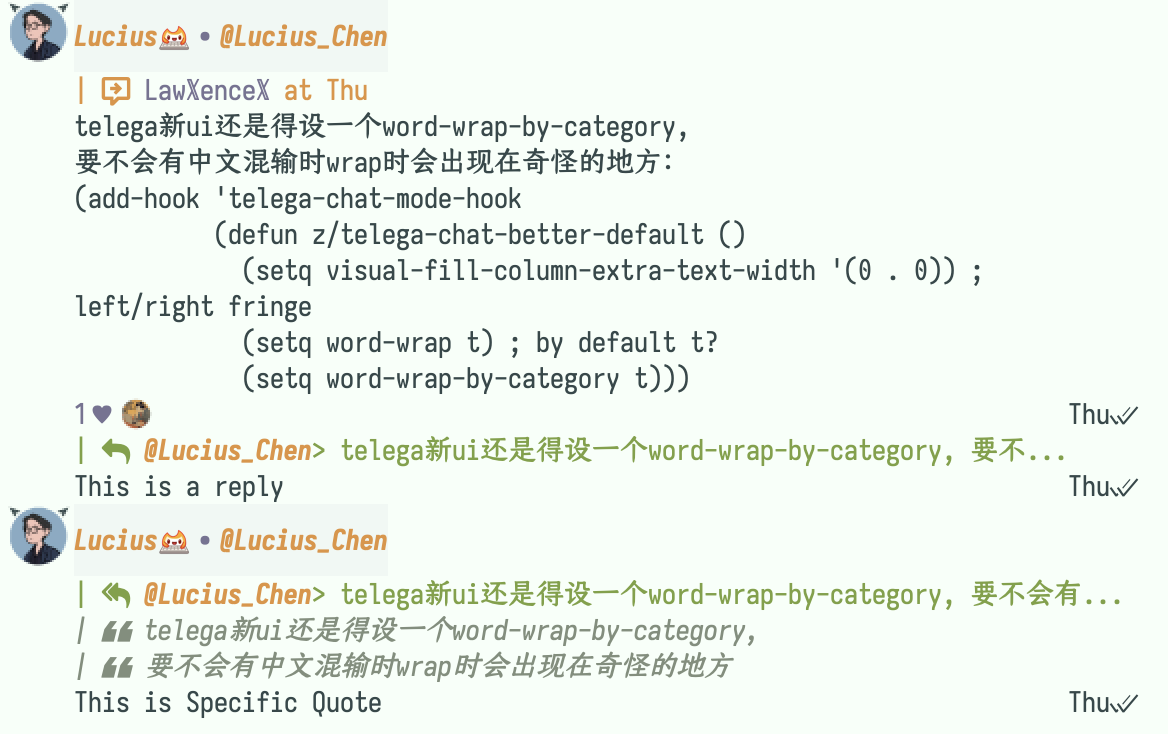 Lucius • @Lucius_Chen
| LawXenceX at Thu
telega新ui还是得设一个word-wrap-by-category,
要不会有中文混输时wrap时会出现在奇怪的地方:
(add-hook 'telega-chat-mode-hook
(defun z/telega-chat-better-default ()
(setq visual-fill-column-extra-text-width '(0 . 0)) ;
left/right fringe
(setq word-wrap t) ; by default t?
(setq word-wrap-by-category t)))
1♥ Thu✓✓
| @Lucius_Chen> telega新ui还是得设一个word-wrap-by-category, 要不...
This is a reply Thu✓✓
Lucius • @Lucius_Chen
| @Lucius_Chen> telega新ui还是得设一个word-wrap-by-category, 要不会有...
| ❝ telega新ui还是得设一个word-wrap-by-category,
| ❝ 要不会有中文混输时wrap时会出现在奇怪的地方
This is Specific Quote Thu✓✓